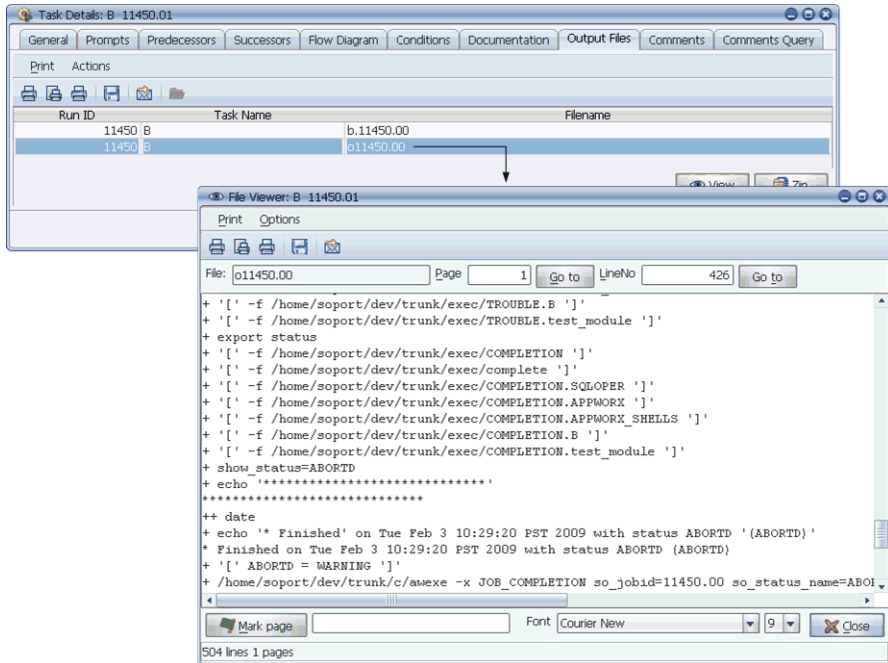 Task Details: B 11450.01
General Prompts Predecessors Successors Flow Diagram Conditions Documentation Output Files Comments Comments Query
Print Actions
Run ID Task Name Filename
11450 B b.11450.00
11450 B o11450.00
View Zip
File Viewer: B 11450.01
Print Options
File: o11450.00 Page 1 Go to LineNo 426 Go to
+ '[' -f /home/soport/dev/trunk/exec/TROUBLE.B ']'
+ '[' -f /home/soport/dev/trunk/exec/TROUBLE.test_module ']'
+ export status
+ '[' -f /home/soport/dev/trunk/exec/COMPLETION ']'
+ '[' -f /home/soport/dev/trunk/exec/complete ']'
+ '[' -f /home/soport/dev/trunk/exec/COMPLETION.SQLOPER ']'
+ '[' -f /home/soport/dev/trunk/exec/COMPLETION.APPWORX ']'
+ '[' -f /home/soport/dev/trunk/exec/COMPLETION.APPWORX_SHELLS ']'
+ '[' -f /home/soport/dev/trunk/exec/COMPLETION.B ']'
+ '[' -f /home/soport/dev/trunk/exec/COMPLETION.test_module ']'
+ show_status=ABORTD
+ echo '*****************************'
*****************************
++ date
+ echo '* Finished' on Tue Feb 3 10:29:20 PST 2009 with status ABORTD '(ABORTD)'
* Finished on Tue Feb 3 10:29:20 PST 2009 with status ABORTD (ABORTD)
+ '[' ABORTD = WARNING ']'
+ /home/soport/dev/trunk/c/awexe -x JOB_COMPLETION so_jobid=11450.00 so_status_name=ABO
Mark page Font Courier New 9 Close
504 lines 1 pages